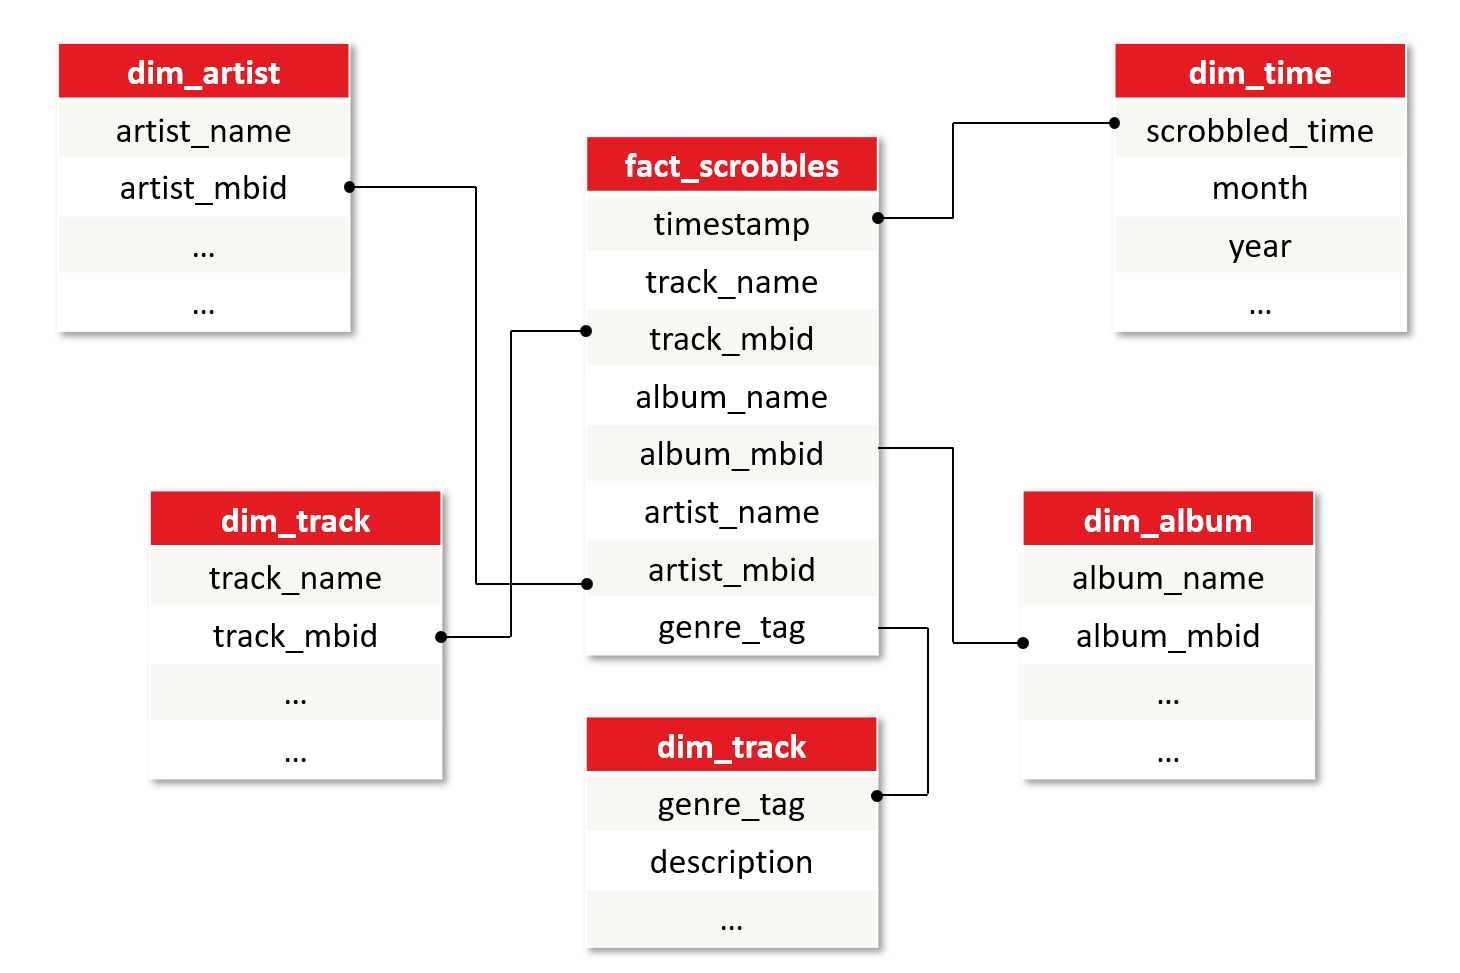 dim_artist
artist_name
artist_mbid
...
...
fact_scrobbles
timestamp
track_name
track_mbid
album_name
album_mbid
artist_name
artist_mbid
genre_tag
dim_time
scrobbled_time
month
year
...
dim_track
track_name
track_mbid
...
...
dim_track
genre_tag
description
...
dim_album
album_name
album_mbid
...
...